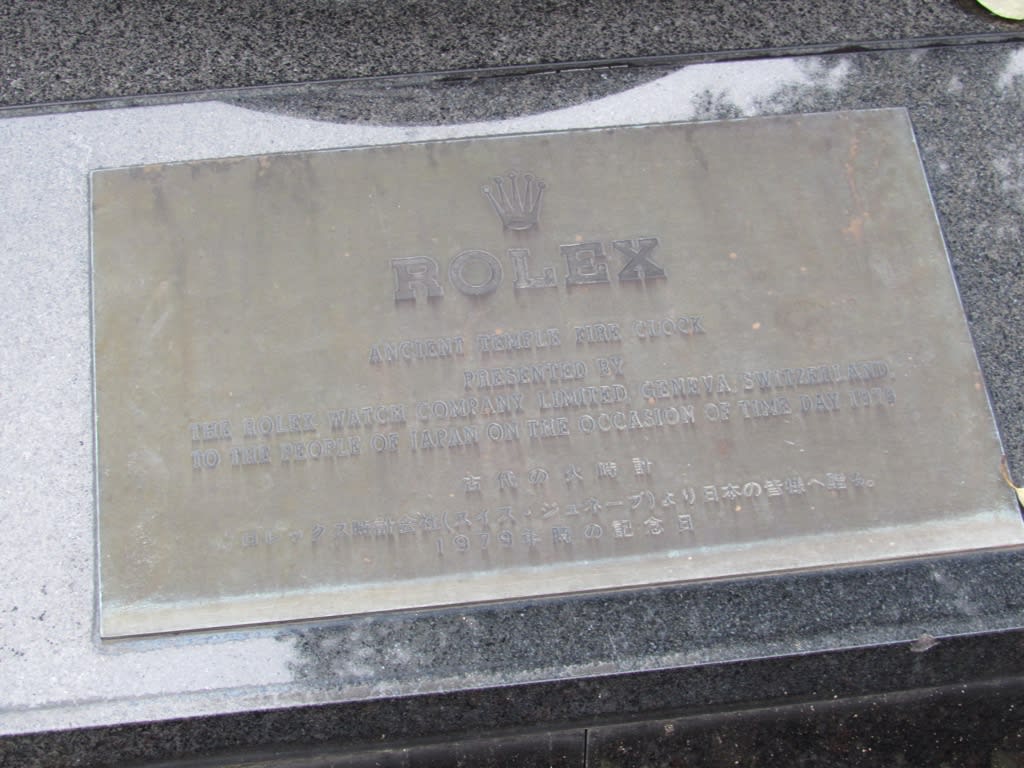 ROLEX
ANCIENT TEMPLE FIRE CLOCK
PRESENTED BY
THE ROLEX WATCH COMPANY LIMITED, GENEVA, SWITZERLAND,
TO THE PEOPLE OF JAPAN ON THE OCCASION OF TIME DAY 1979
古代の火時計
ロレックス時計会社(スイス・ジュネーブ)より日本の皆様へ贈る。
1979年時の記念日